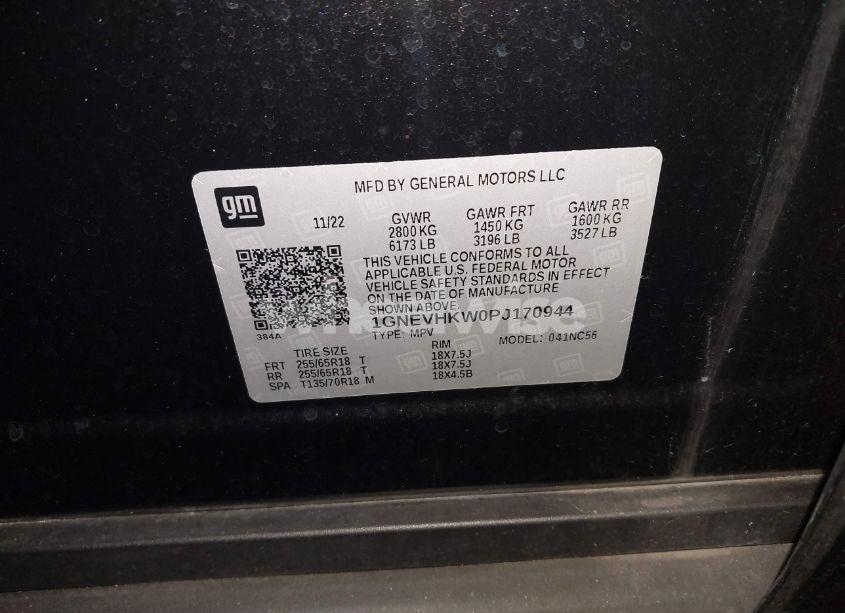 gm
MFD BY GENERAL MOTORS LLC
11/22
GVWR
2800 KG
6173 LB
GAWR FRT
1450 KG
3196 LB
GAWR RR
1600 KG
3527 LB
THIS VEHICLE CONFORMS TO ALL
APPLICABLE U.S. FEDERAL MOTOR
VEHICLE SAFETY STANDARDS IN EFFECT
ON THE DATE OF MANUFACTURE
SHOWN ABOVE.
1GNEVHKW0PJ170944
384A
TYPE: MPV
MODEL: 041NC56
TIRE SIZE RIM
FRT 255/65R18 T 18X7.5J
RR 255/65R18 T 18X7.5J
SPA T135/70R18 M 18X4.5B